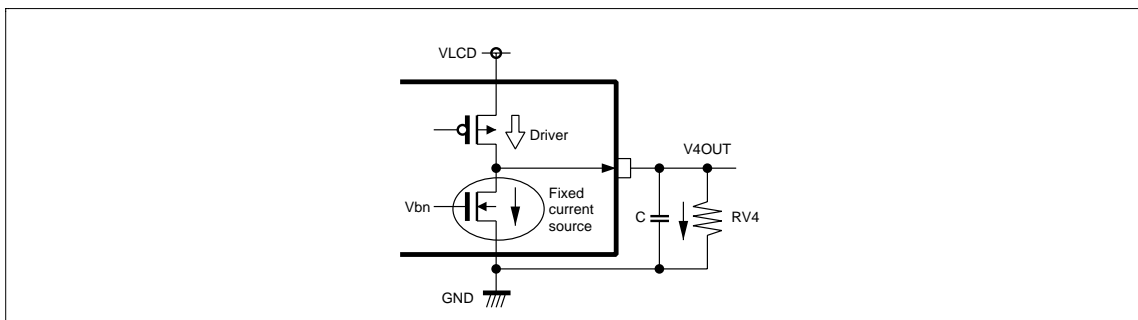 VLCD
Driver
V4OUT
Vbn
Fixed
current
source
C
RV4
GND